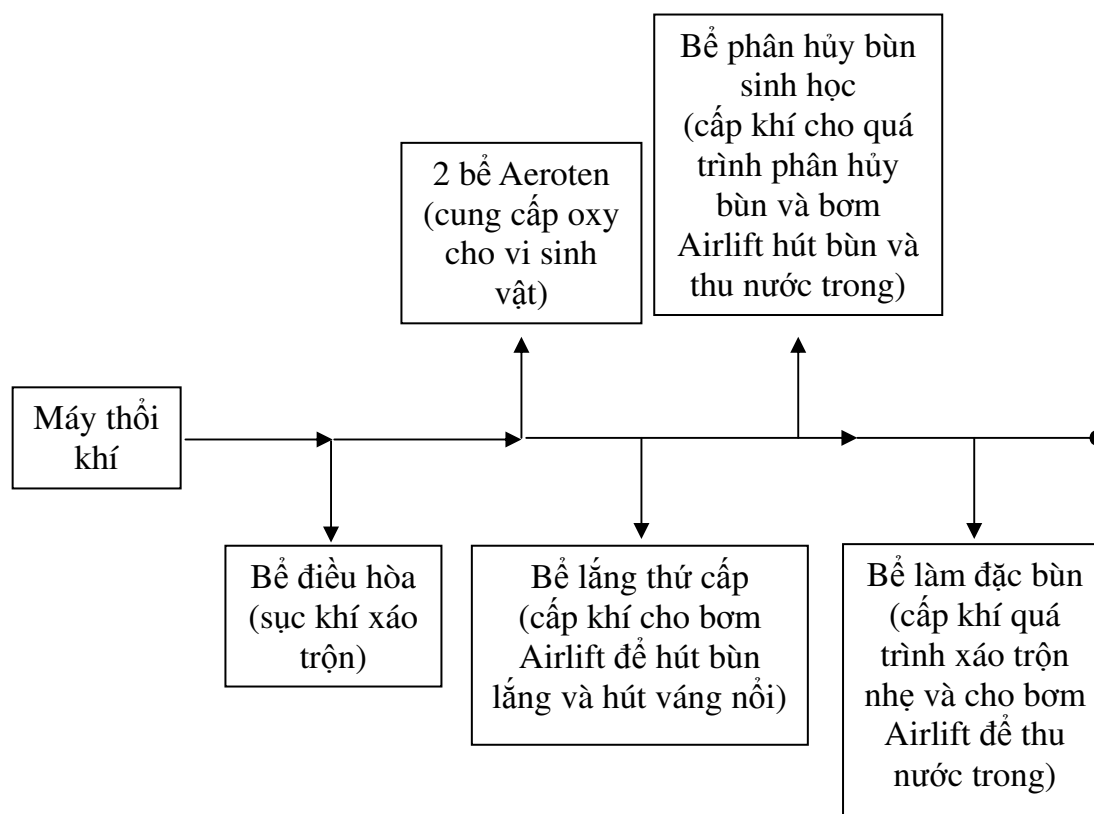 Bể phân hủy bùn
sinh học
(cấp khí cho quá
trình phân hủy
bùn và bơm
Airlift hút bùn và
thu nước trong)
2 bể Aeroten
(cung cấp oxy
cho vi sinh
vật)
Máy thổi
khí
Bể điều hòa
(sục khí xáo
trộn)
Bể lắng thứ cấp
(cấp khí cho bơm
Airlift để hút bùn
lắng và hút váng nổi)
Bể làm đặc bùn
(cấp khí quá
trình xáo trộn
nhẹ và cho bơm
Airlift để thu
nước trong)